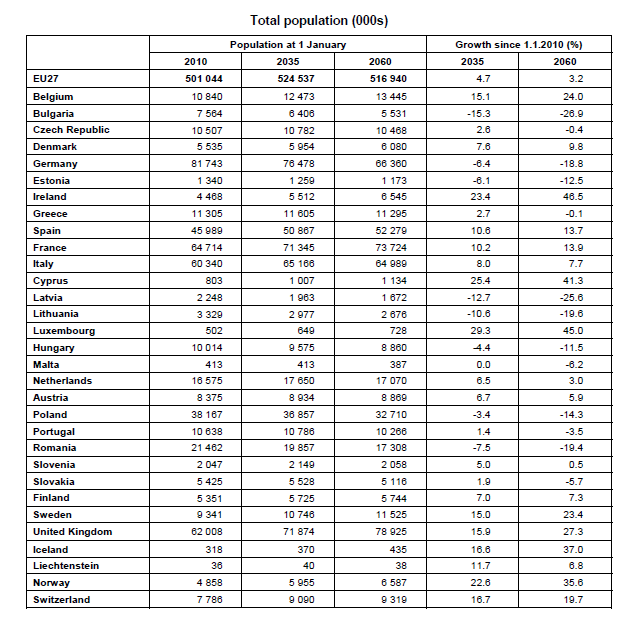 Total population (000s)
Population at 1 January Growth since 1.1.2010 (%)
2010 2035 2060 2035 2060
EU27 501 044 524 537 516 940 4.7 3.2
Belgium 10 840 12 473 13 445 15.1 24.0
Bulgaria 7 564 6 406 5 531 -15.3 -26.9
Czech Republic 10 507 10 782 10 468 2.6 -0.4
Denmark 5 535 5 954 6 080 7.6 9.8
Germany 81 743 76 478 66 360 -6.4 -18.8
Estonia 1 340 1 259 1 173 -6.1 -12.5
Ireland 4 468 5 512 6 545 23.4 46.5
Greece 11 305 11 605 11 295 2.7 -0.1
Spain 45 989 50 867 52 279 10.6 13.7
France 64 714 71 345 73 724 10.2 13.9
Italy 60 340 65 166 64 989 8.0 7.7
Cyprus 803 1 007 1 134 25.4 41.3
Latvia 2 248 1 963 1 672 -12.7 -25.6
Lithuania 3 329 2 977 2 676 -10.6 -19.6
Luxembourg 502 649 728 29.3 45.0
Hungary 10 014 9 575 8 860 -4.4 -11.5
Malta 413 413 387 0.0 -6.2
Netherlands 16 575 17 650 17 070 6.5 3.0
Austria 8 375 8 934 8 869 6.7 5.9
Poland 38 167 36 857 32 710 -3.4 -14.3
Portugal 10 638 10 786 10 266 1.4 -3.5
Romania 21 462 19 857 17 308 -7.5 -19.4
Slovenia 2 047 2 149 2 058 5.0 0.5
Slovakia 5 425 5 528 5 116 1.9 -5.7
Finland 5 351 5 725 5 744 7.0 7.3
Sweden 9 341 10 746 11 525 15.0 23.4
United Kingdom 62 008 71 874 78 925 15.9 27.3
Iceland 318 370 435 16.6 37.0
Liechtenstein 36 40 38 11.7 6.8
Norway 4 858 5 955 6 587 22.6 35.6
Switzerland 7 786 9 090 9 319 16.7 19.7